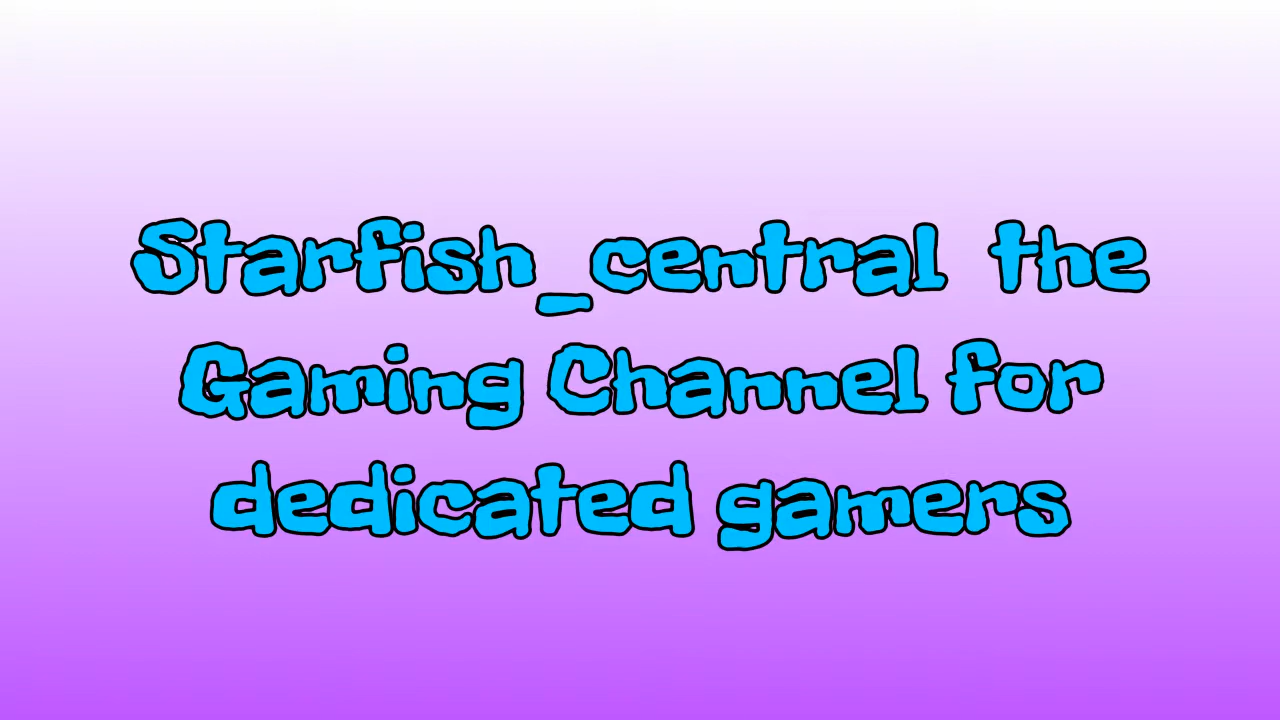 Starfish_central  the
Gaming Channel for
dedicated gamers